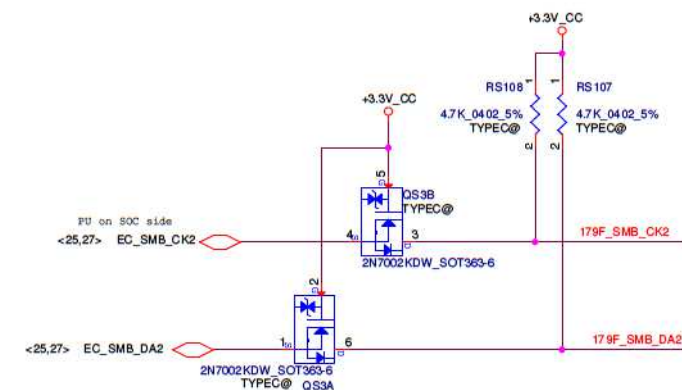 +3.3V_CC
RS108
1
1
RS107
+3.3V_CC
4.7K_0402_5%
4.7K_0402_5%
TYPEC@
TYPEC@
2
2
5
G
QS3B
TYPEC@
PU on SOC side
<25,27> EC_SMB_CK2
4
S
3
D
179F_SMB_CK2
2N7002KDW_SOT363-6
2
G
<25,27> EC_SMB_DA2
1
S
6
D
179F_SMB_DA2
2N7002KDW_SOT363-6
TYPEC@
QS3A